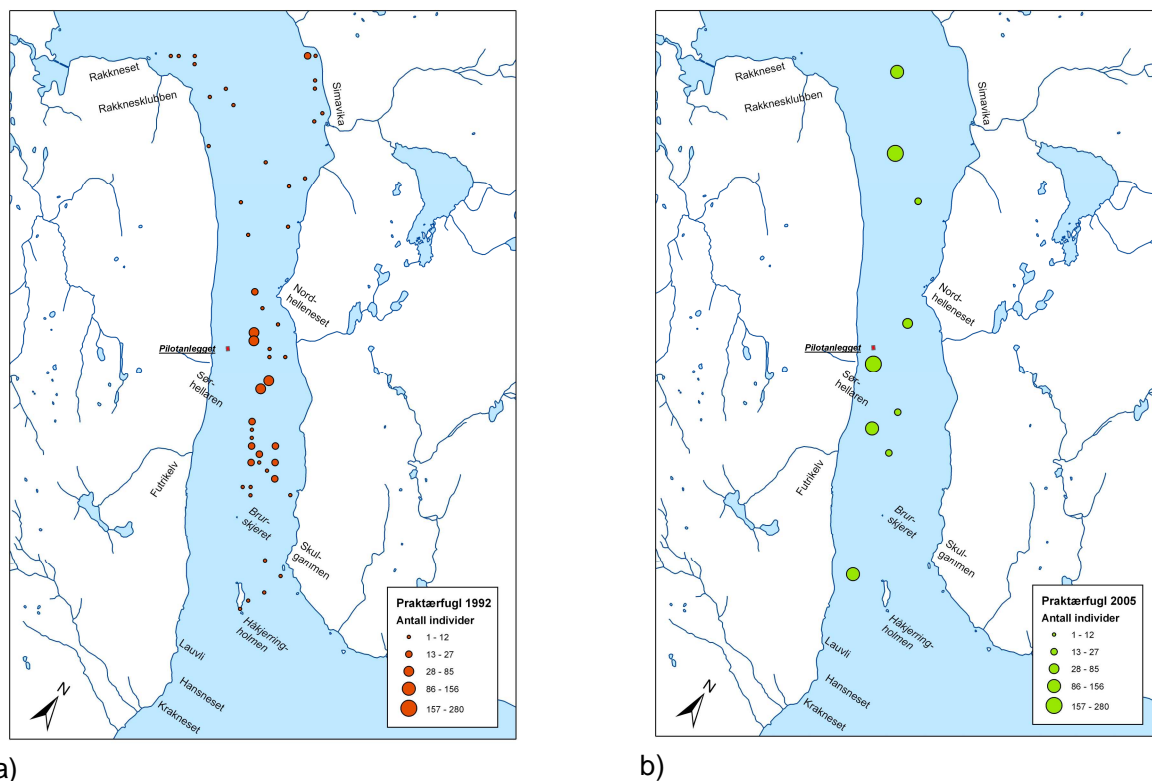 Rakkneset
Rakknesklubben
Simavika
Nord-
helleneset
Pilotanlegget
Sør-
hellaren
Futrikelv
Brur-
skjeret
Skul-
gammen
Håkjerring-
holmen
Lauvli
Hansneset
Krakneset
N
Praktærfugl 1992
Antall individer
1 - 12
13 - 27
28 - 85
86 - 156
157 - 280
a)
Rakkneset
Rakknesklubben
Simavika
Nord-
helleneset
Pilotanlegget
Sør-
hellaren
Futrikelv
Brur-
skjeret
Skul-
gammen
Håkjerring-
holmen
Lauvli
Hansneset
Krakneset
N
Praktærfugl 2005
Antall individer
1 - 12
13 - 27
28 - 85
86 - 156
157 - 280
b)